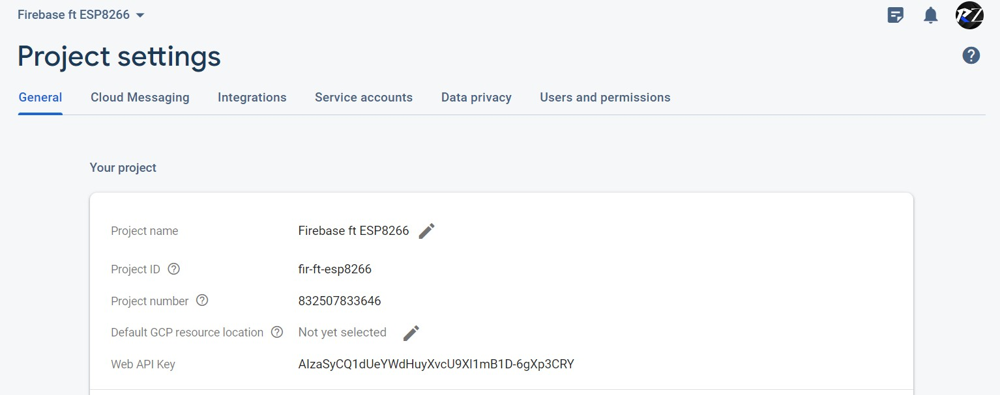 Firebase ft ESP8266
RZ
Project settings
General Cloud Messaging Integrations Service accounts Data privacy Users and permissions
Your project
Project name Firebase ft ESP8266
Project ID fir-ft-esp8266
Project number 832507833646
Default GCP resource location Not yet selected
Web API Key AIzaSyCQ1dUeYWdHuyXvcU9XI1mB1D-6gXp3CRY